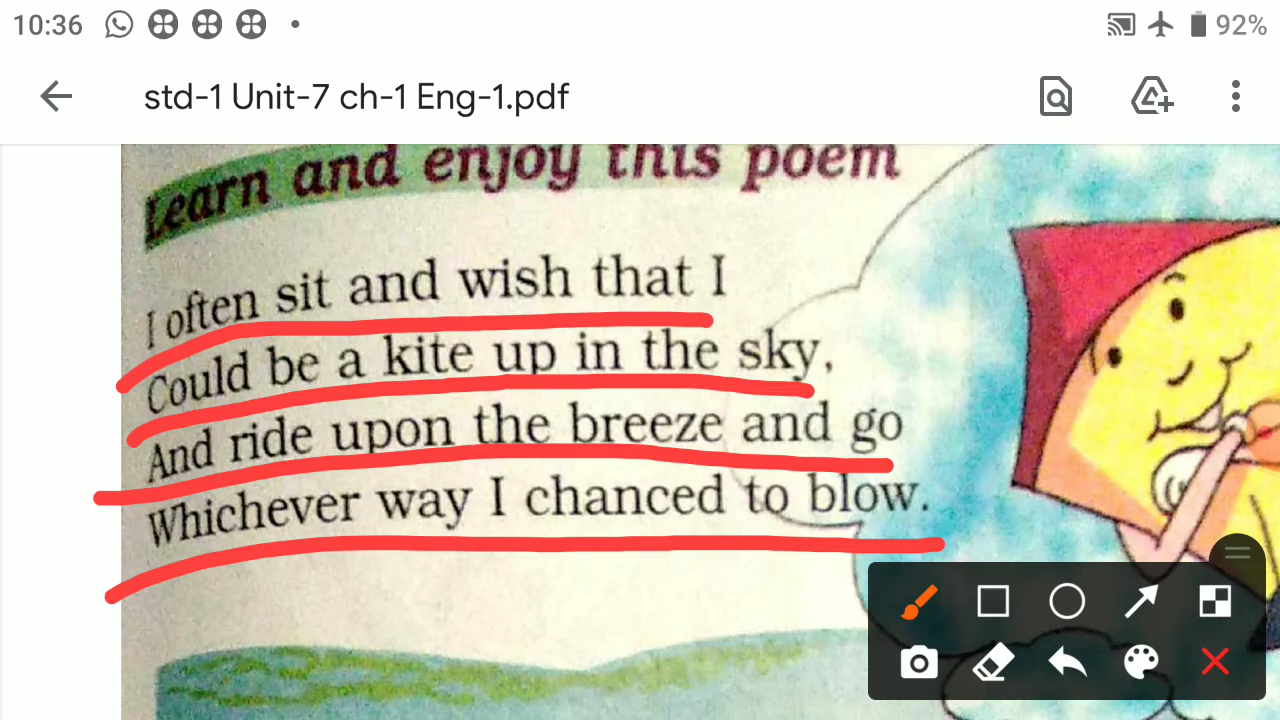 10:36
92%
std-1 Unit-7 ch-1 Eng-1.pdf
Learn and enjoy this poem
I often sit and wish that I
Could be a kite up in the sky,
And ride upon the breeze and go
Whichever way I chanced to blow.